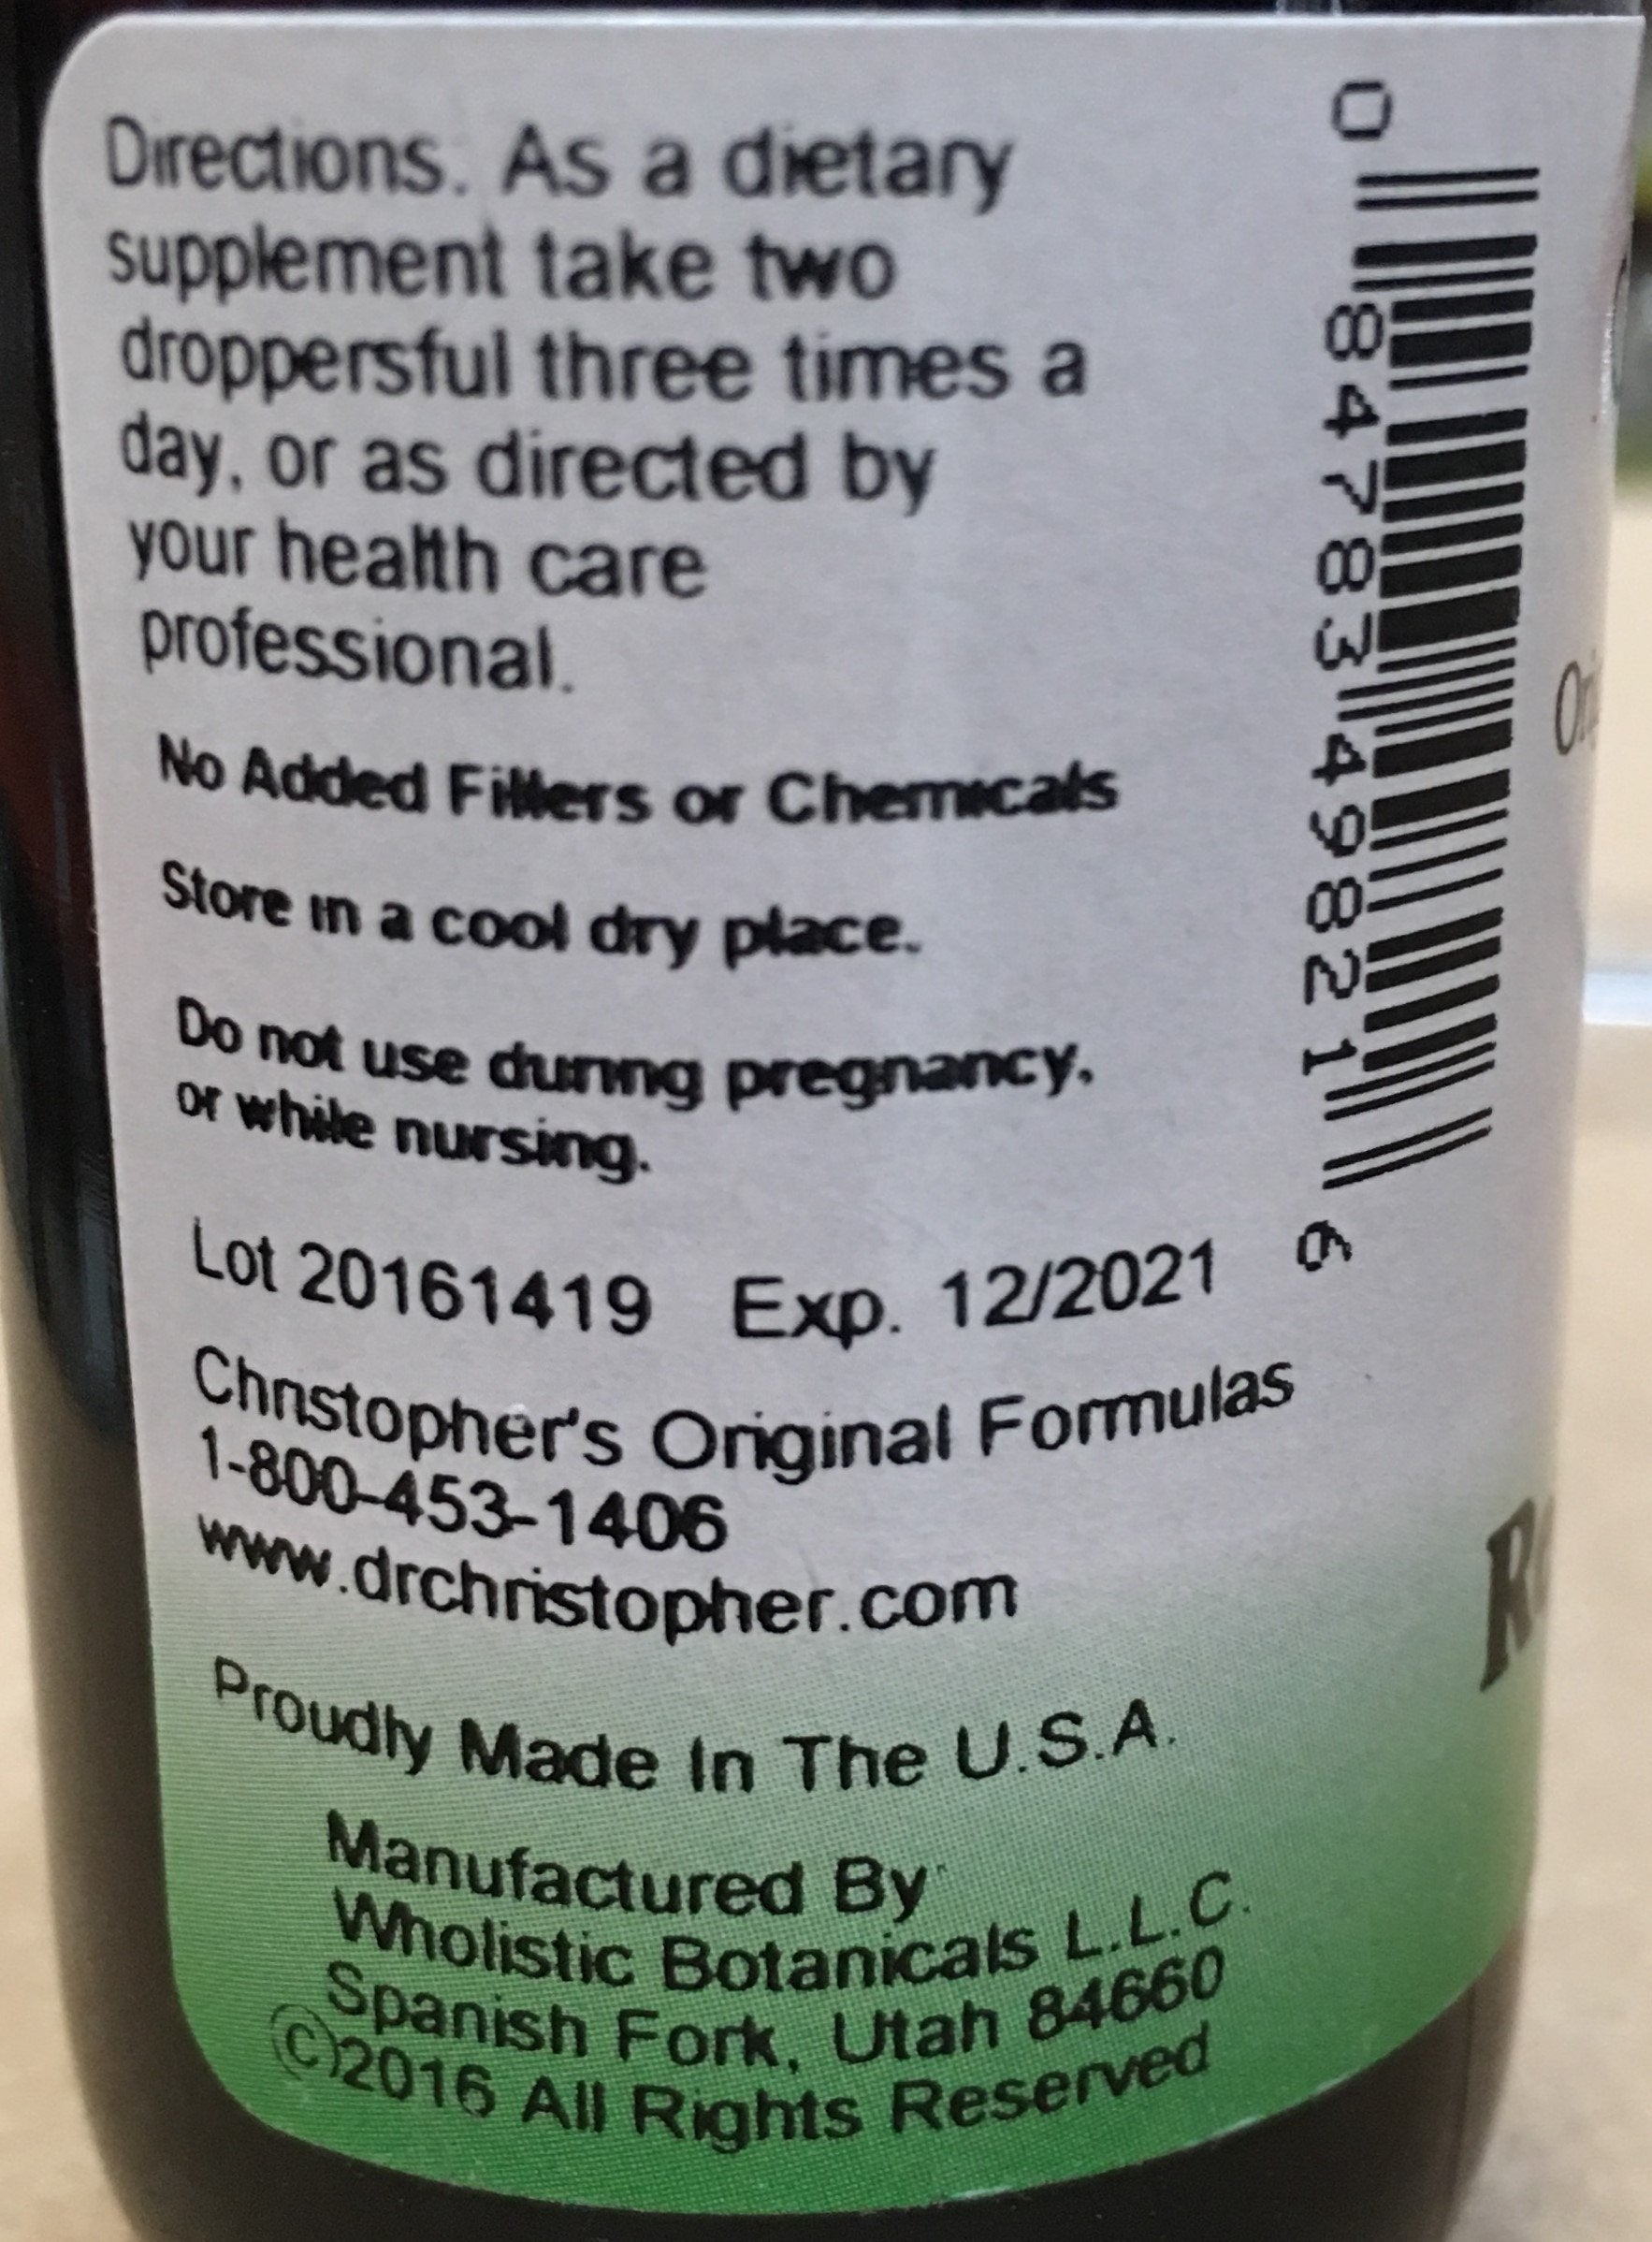 Directions. As a dietary
supplement take two
droppersful three times a
day, or as directed by
your health care
professional.
No Added Fillers or Chemicals
Store in a cool dry place.
Do not use during pregnancy,
or while nursing.
Lot 20161419 Exp. 12/2021
Christopher's Original Formulas
1-800-453-1406
www.drchristopher.com
Proudly Made In The U.S.A.
Manufactured By
Wholistic Botanicals L.L.C.
Spanish Fork, Utah 84660
©2016 All Rights Reserved
0 84783 49821 6